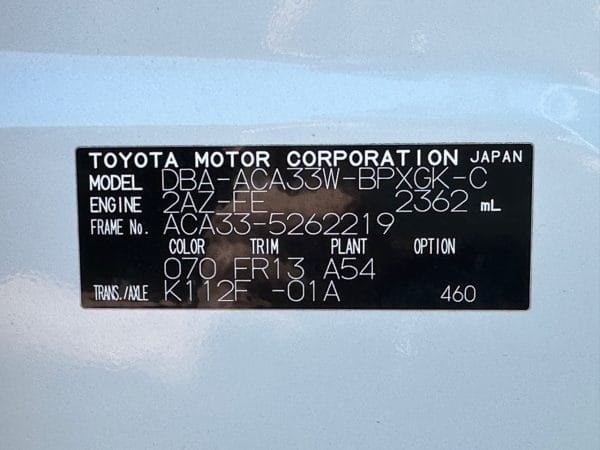 TOYOTA MOTOR CORPORATION JAPAN
MODEL DBA-ACA33W-BPXGK-C
ENGINE 2AZ-FE 2362 mL
FRAME No. ACA33-5262219
COLOR TRIM PLANT OPTION
070 FR13 A54
TRANS./AXLE K112F -01A 460